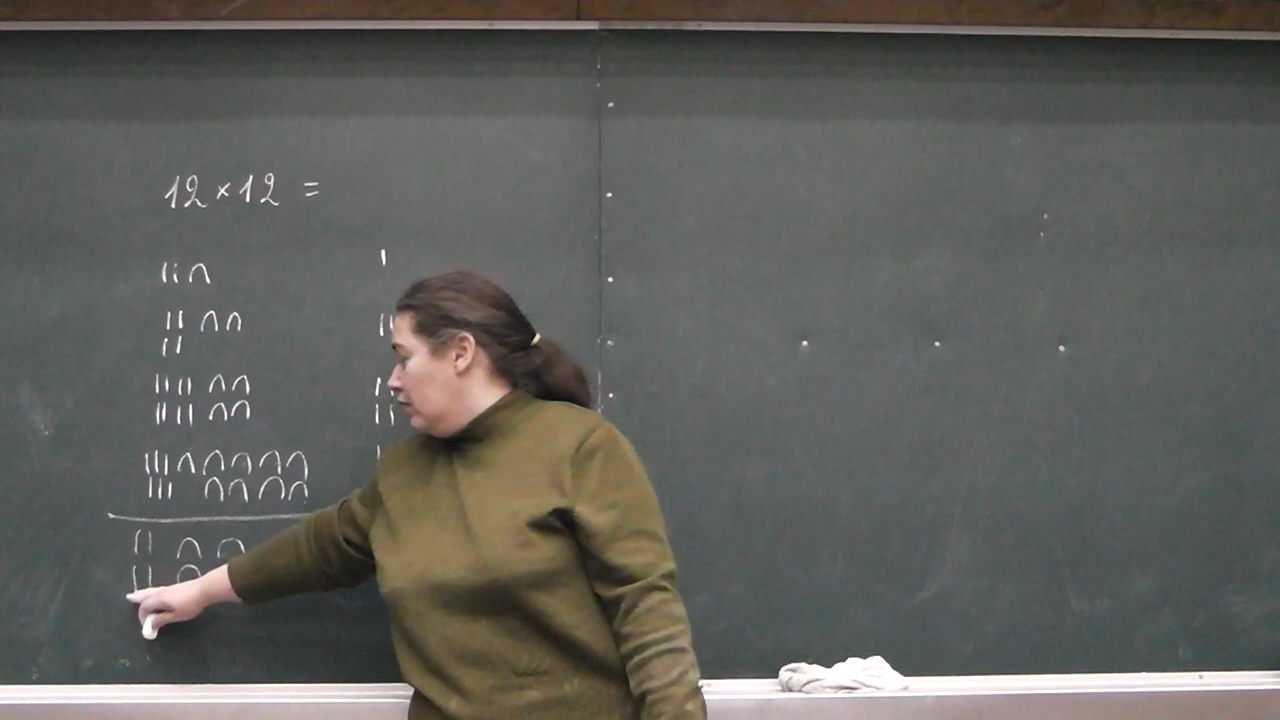 12 × 12 =
||∩ |
|| ∩∩ ||
||
|||| ∩∩ ||
|||| ∩∩ ||
|||∩∩∩∩∩ |
||| ∩∩∩∩
|| ∩∩
|| ∩